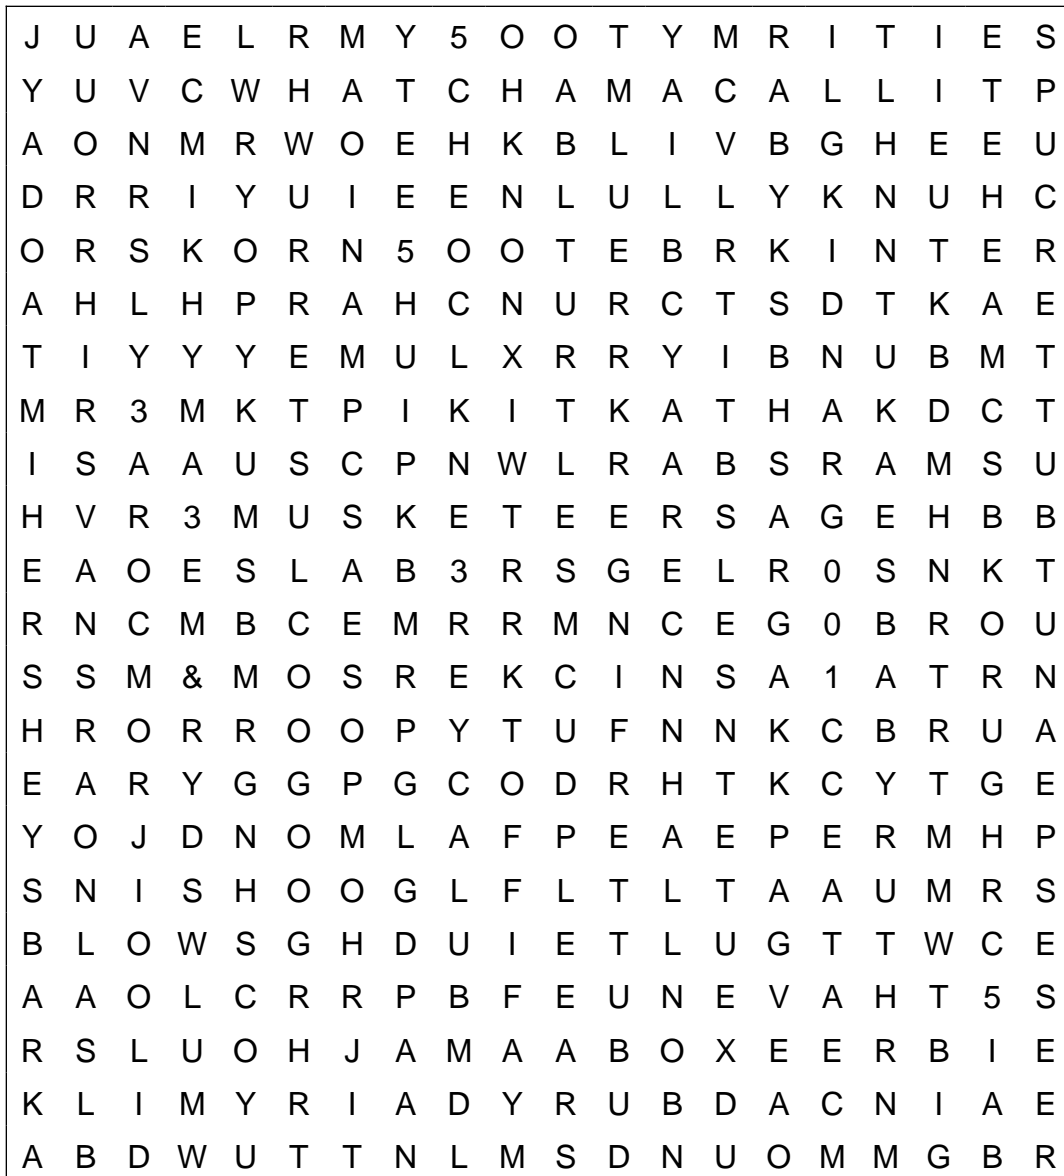 J U A E L R M Y 5 O O T Y M R I T I E S
Y U V C W H A T C H A M A C A L L I T P
A O N M R W O E H K B L I V B G H E E U
D R R I Y U I E E N L U L L Y K N U H C
O R S K O R N 5 O O T E B R K I N T E R
A H L H P R A H C N U R C T S D T K A E
T I Y Y Y E M U L X R R Y I B N U B M T
M R 3 M K T P I K I T K A T H A K D C T
I S A A U S C P N W L R A B S R A M S U
H V R 3 M U S K E T E E R S A G E H B B
E A O E S L A B 3 R S G E L R 0 S N K T
R N C M B C E M R R M N C E G 0 B R O U
S S M & M O S R E K C I N S A 1 A T R N
H R O R R O O P Y T U F N N K C B R U A
E A R Y G G P G C O D R H T K C Y T G E
Y O J D N O M L A F P E A E P E R M H P
S N I S H O O G L F L T L T A A U M R S
B L O W S G H D U I E T L U G T T W C E
A A O L C R R P B F E U N E V A H T 5 S
R S L U O H J A M A A B O X E E R B I E
K L I M Y R I A D Y R U B D A C N I A E
A B D W U T T N L M S D N U O M M G B R